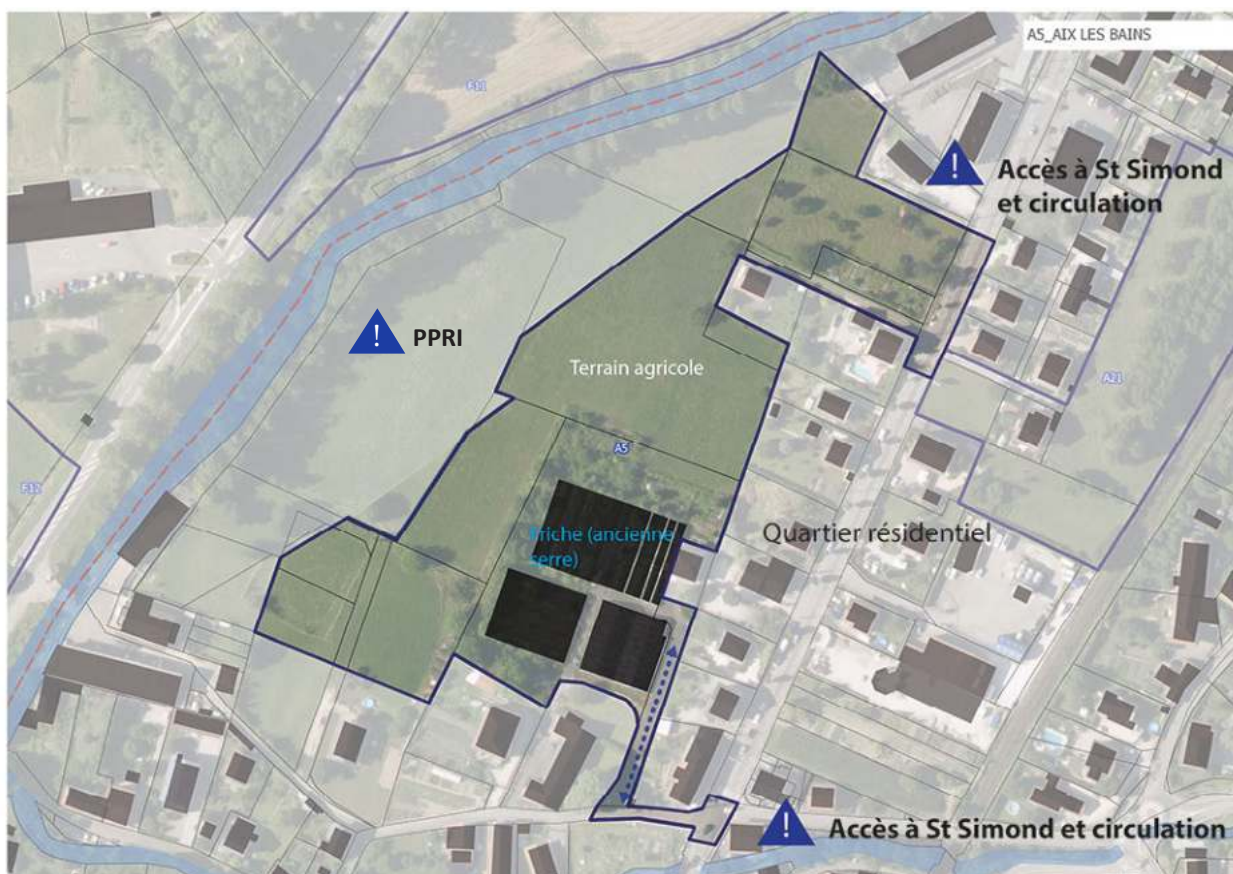 A5_AIX LES BAINS
F11
!
Accès à St Simond
et circulation
!
PPRI
Terrain agricole
A21
A5
F12
Friche (ancienne
serre)
Quartier résidentiel
!
Accès à St Simond et circulation